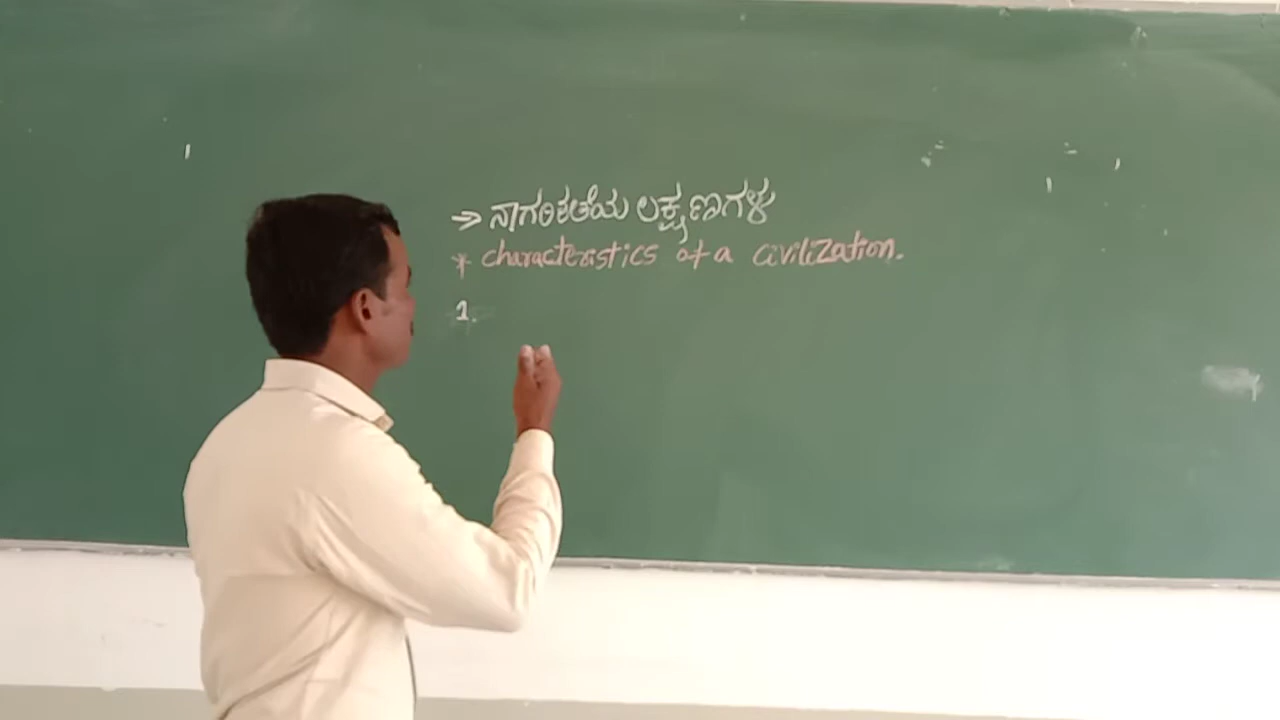 → ನಾಗರಿಕತೆಯ ಲಕ್ಷಣಗಳು
* characteristics of a civilization.
1.